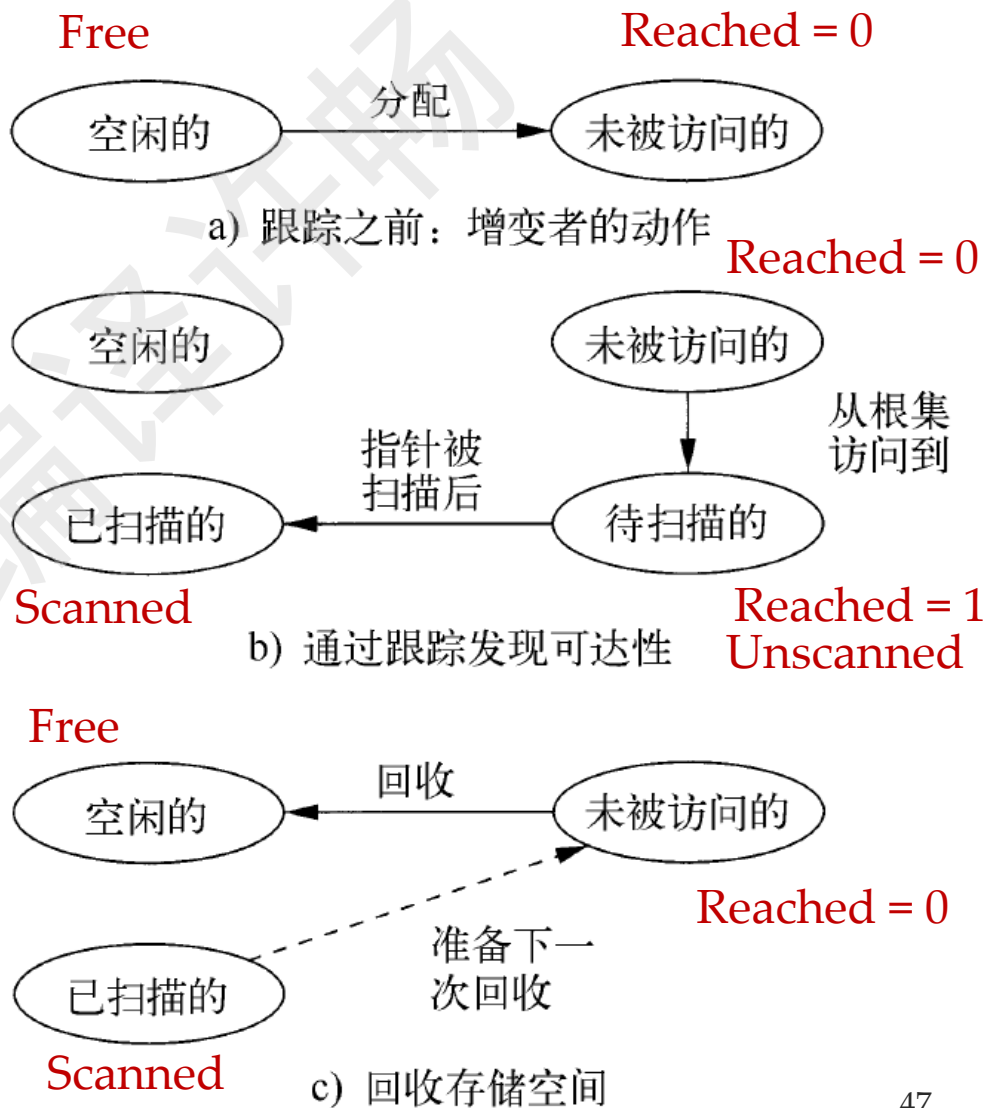 Free
Reached = 0
空闲的
分配
未被访问的
a) 跟踪之前：增变者的动作
Reached = 0
空闲的
未被访问的
从根集
访问到
指针被
扫描后
已扫描的
待扫描的
Scanned
Reached = 1
Unscanned
b) 通过跟踪发现可达性
Free
空闲的
回收
未被访问的
Reached = 0
准备下一
次回收
已扫描的
Scanned
c) 回收存储空间
47
编译许畅